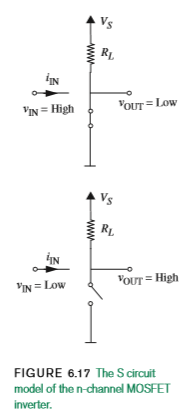 V_S
R_L
i_IN
v_IN = High
v_OUT = Low
V_S
R_L
i_IN
v_IN = Low
v_OUT = High
FIGURE 6.17 The S circuit
model of the n-channel MOSFET
inverter.